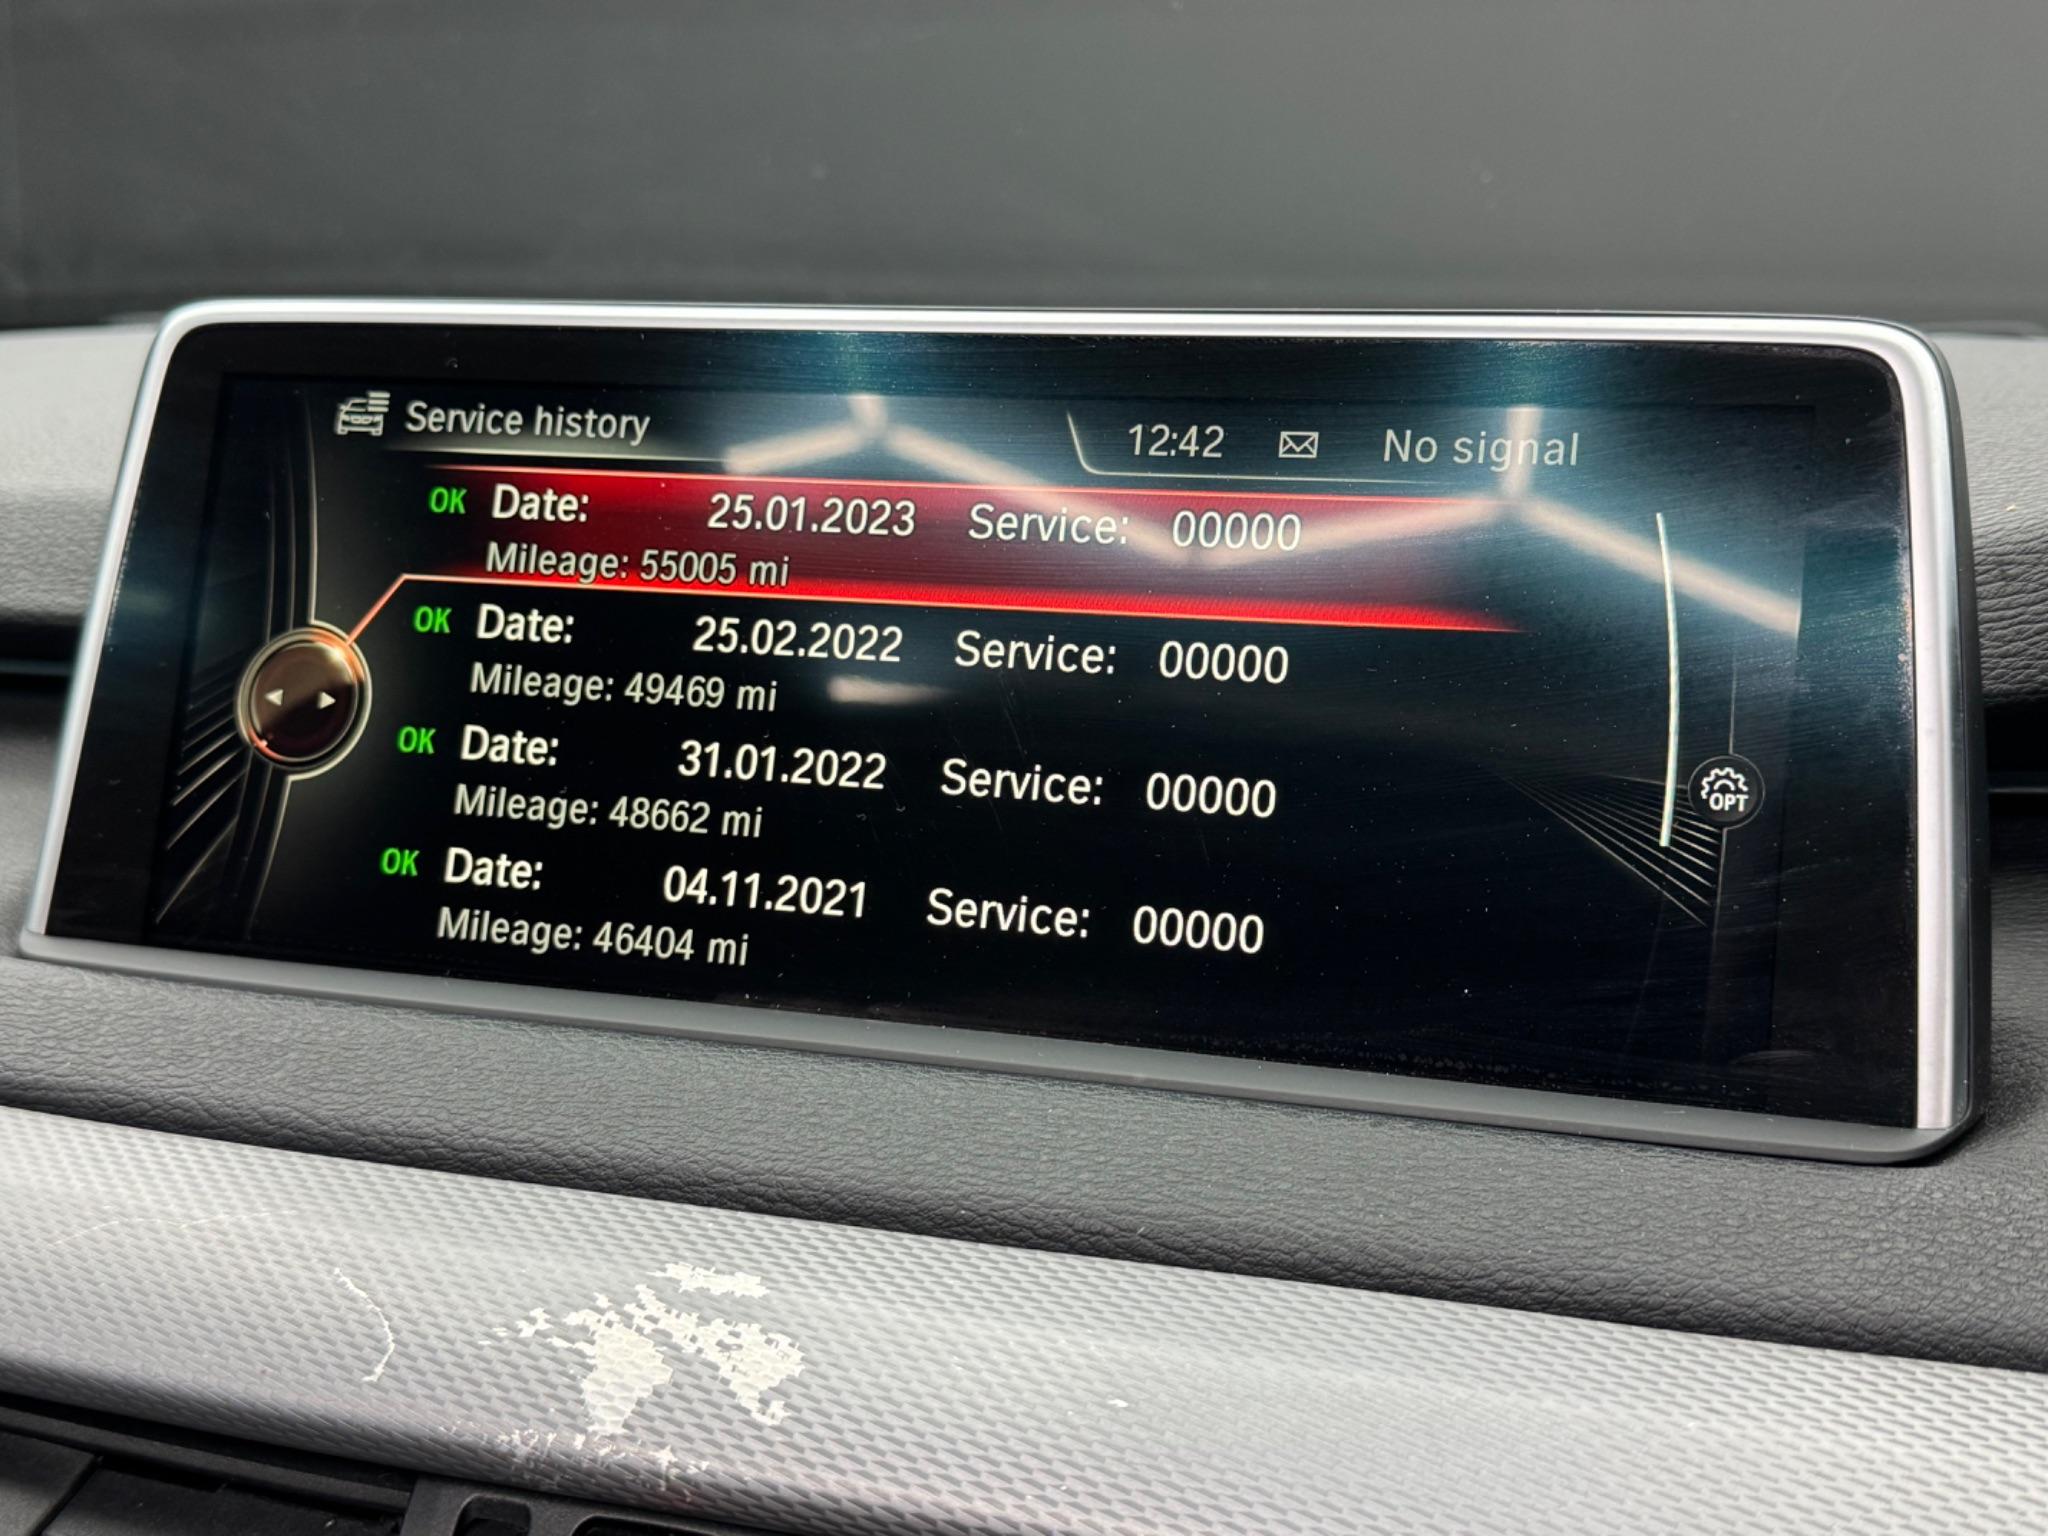 Service history 12:42 No signal
OK Date: 25.01.2023 Service: 00000
Mileage: 55005 mi
OK Date: 25.02.2022 Service: 00000
Mileage: 49469 mi
OK Date: 31.01.2022 Service: 00000
Mileage: 48662 mi
OK Date: 04.11.2021 Service: 00000
Mileage: 46404 mi
OPT